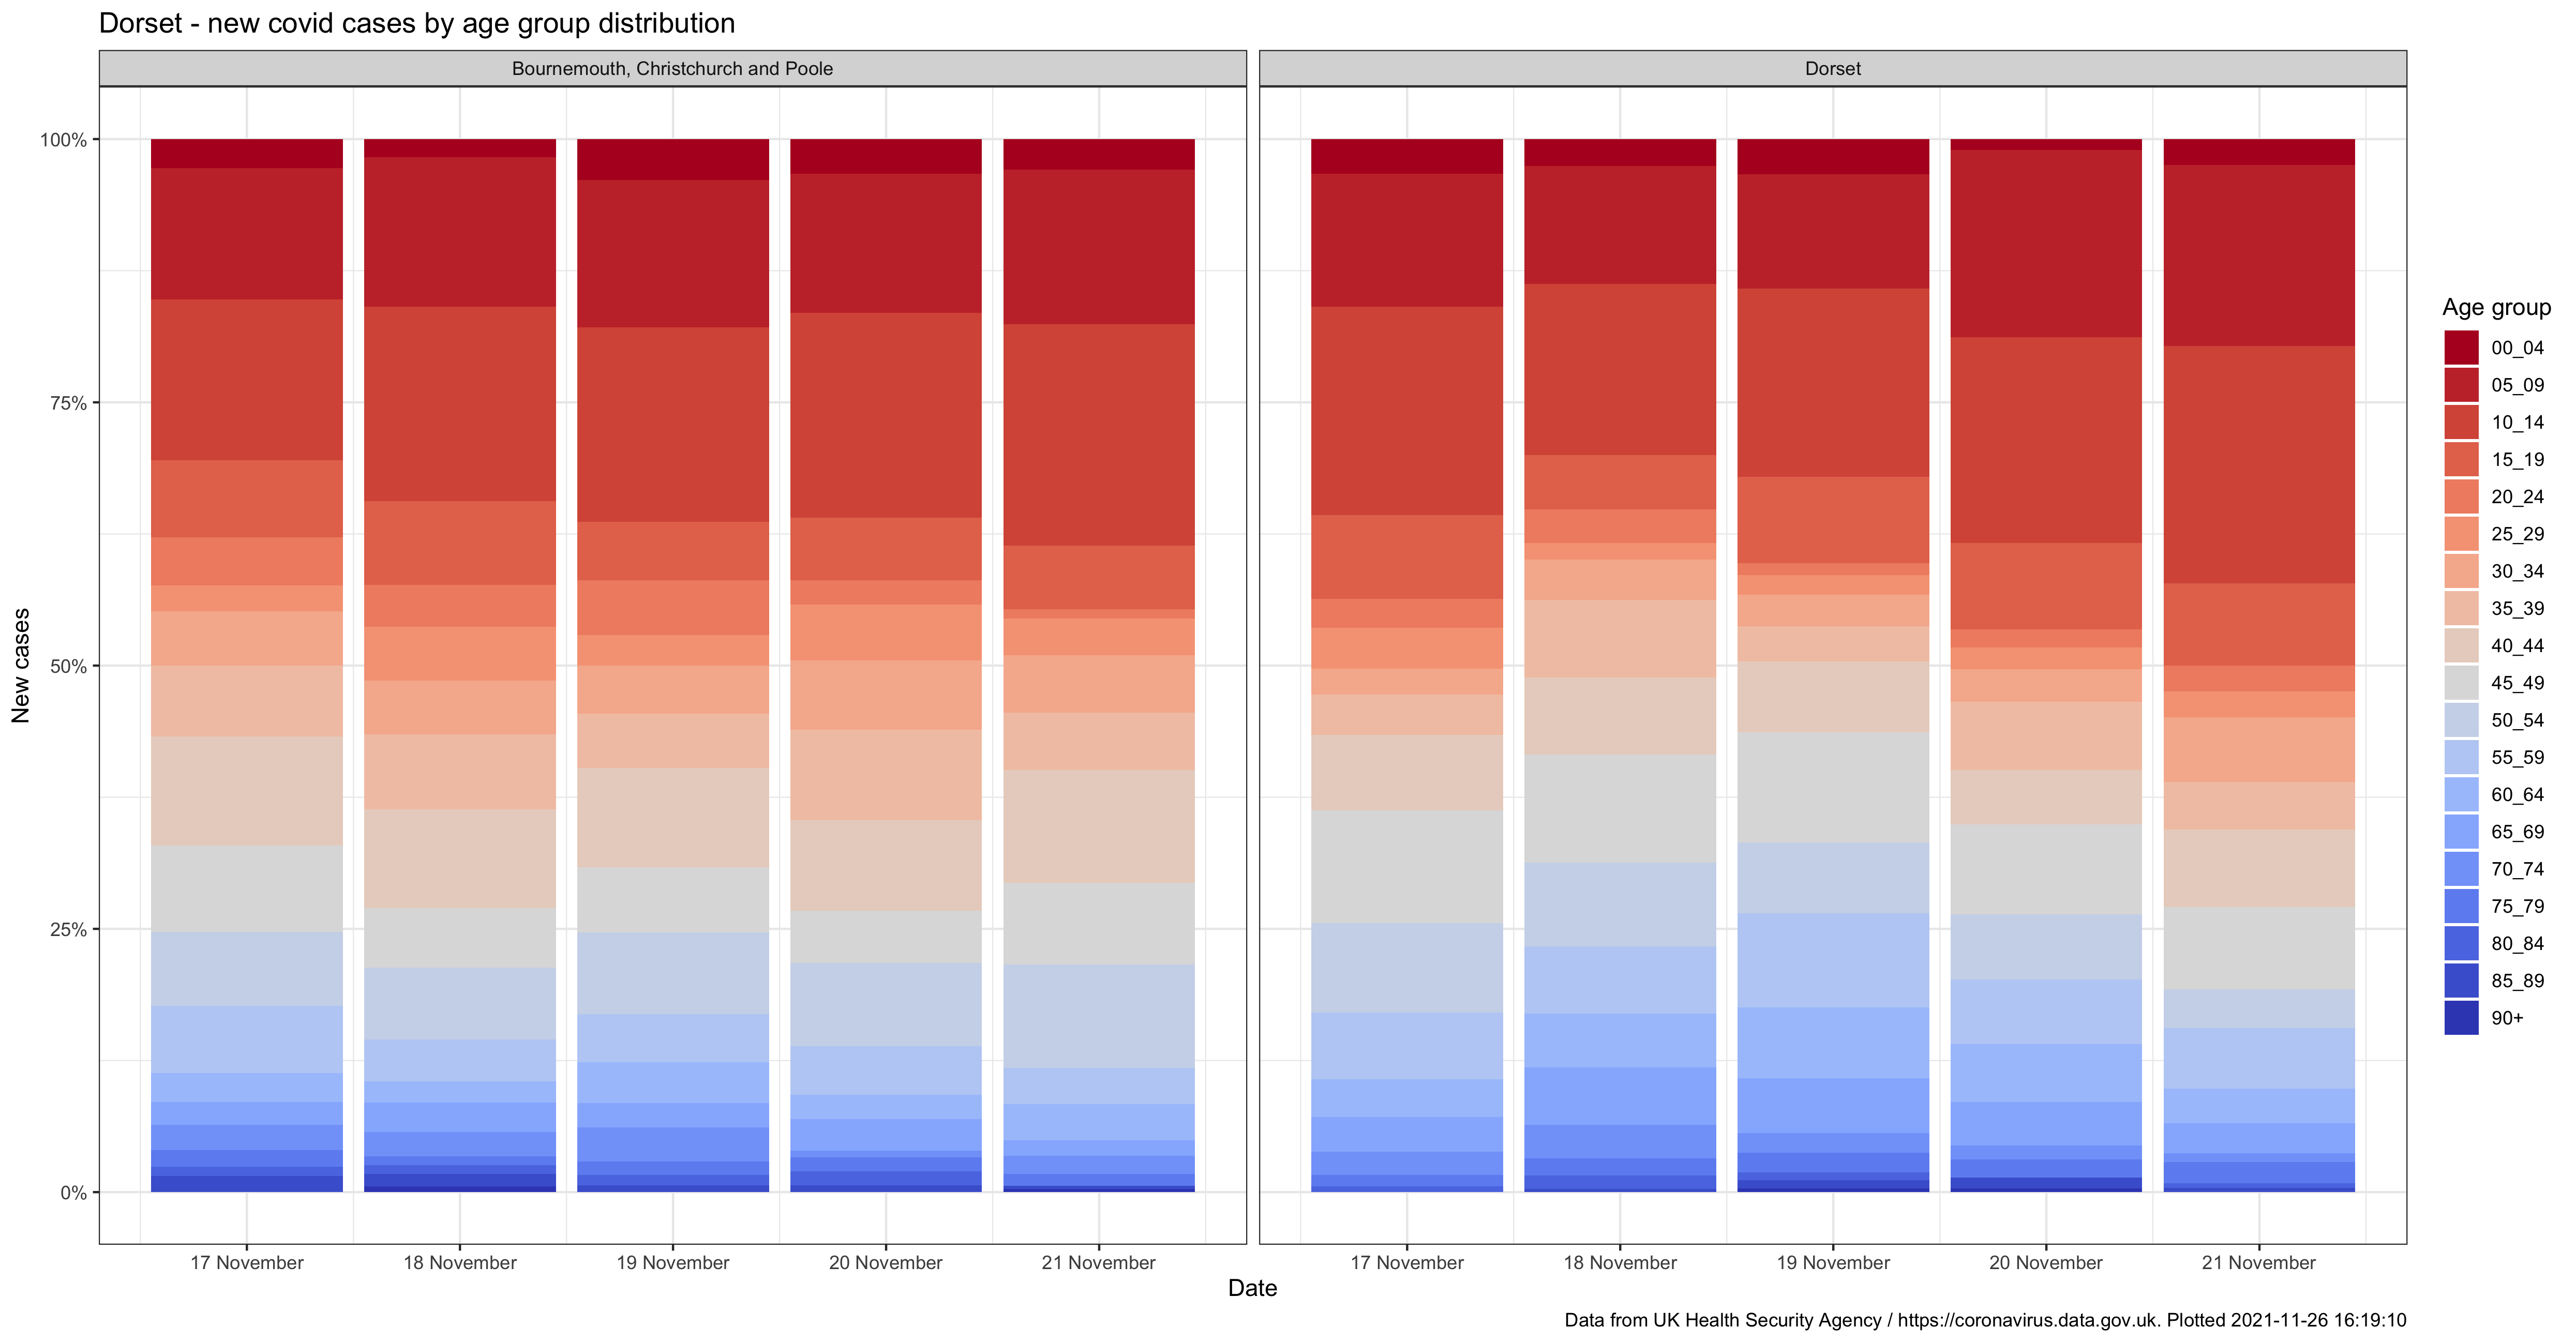 Dorset - new covid cases by age group distribution
Bournemouth, Christchurch and Poole
Dorset
New cases
100%
75%
50%
25%
0%
17 November
18 November
19 November
20 November
21 November
17 November
18 November
19 November
20 November
21 November
Date
Age group
00_04
05_09
10_14
15_19
20_24
25_29
30_34
35_39
40_44
45_49
50_54
55_59
60_64
65_69
70_74
75_79
80_84
85_89
90+
Data from UK Health Security Agency / https://coronavirus.data.gov.uk. Plotted 2021-11-26 16:19:10